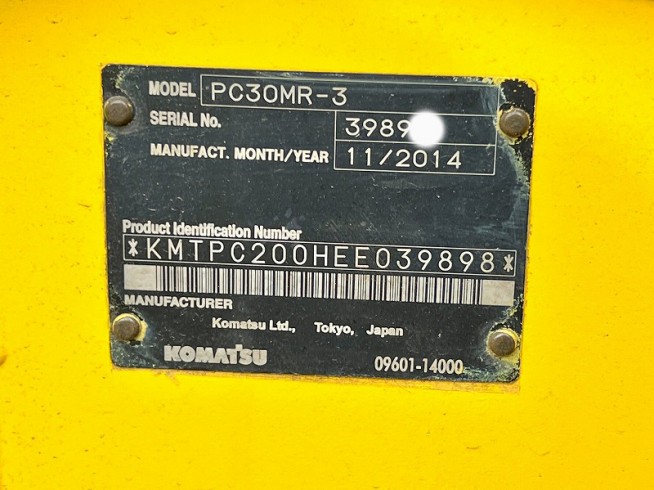 MODEL PC30MR-3
SERIAL No. 3989
MANUFACT. MONTH/YEAR 11/2014
Product Identification Number
*KMTPC200HEE039898*
MANUFACTURER
Komatsu Ltd., Tokyo, Japan
KOMATSU 09601-14000